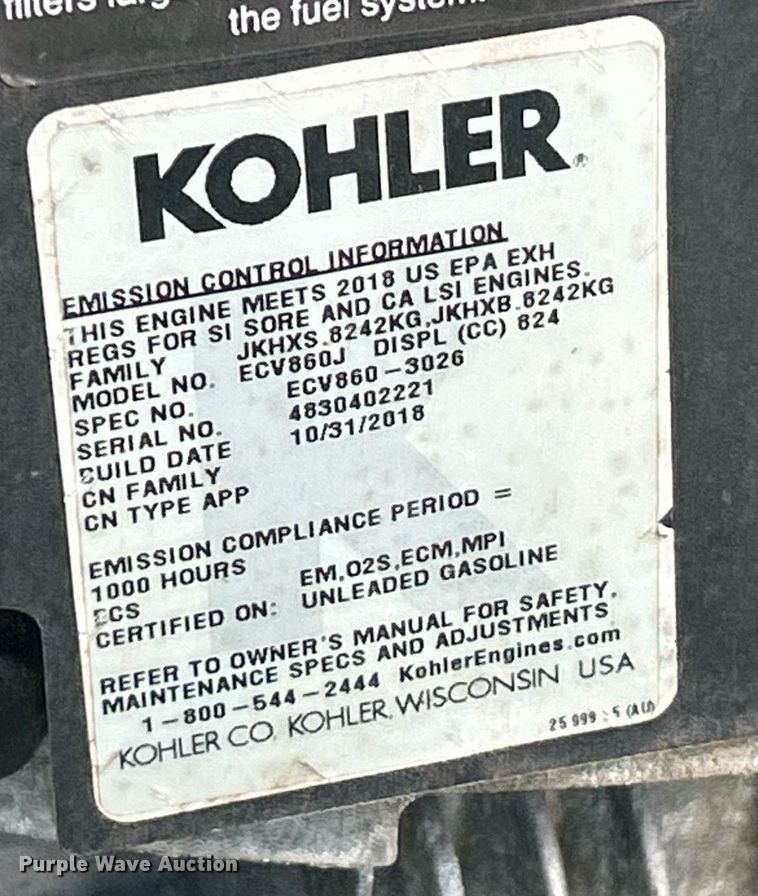 the fuel system.
KOHLER®
EMISSION CONTROL INFORMATION
THIS ENGINE MEETS 2018 US EPA EXH
REGS FOR SI SORE AND CA LSI ENGINES.
FAMILY JKHXS.8242KG,JKHXB.8242KG
MODEL NO. ECV860J DISPL (CC) 824
SPEC NO. ECV860-3026
SERIAL NO. 4830402221
BUILD DATE 10/31/2018
CN FAMILY
CN TYPE APP
EMISSION COMPLIANCE PERIOD =
1000 HOURS
ECS EM,O2S,ECM,MPI
CERTIFIED ON: UNLEADED GASOLINE
REFER TO OWNER'S MANUAL FOR SAFETY,
MAINTENANCE SPECS AND ADJUSTMENTS
1-800-544-2444 KohlerEngines.com
KOHLER CO. KOHLER, WISCONSIN USA
25 999
Purple Wave Auction